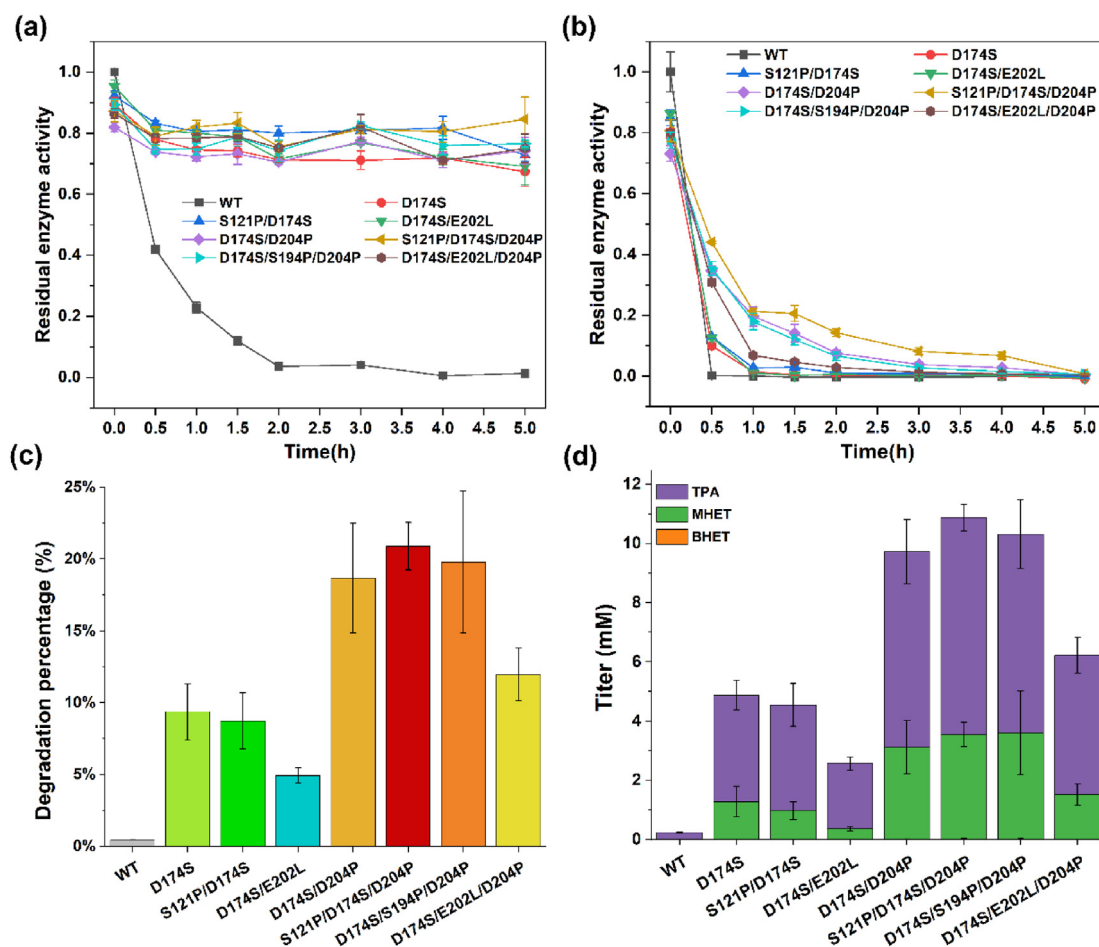 (a)
Residual enzyme activity
1.0
0.8
0.6
0.4
0.2
0.0
WT D174S
S121P/D174S D174S/E202L
D174S/D204P S121P/D174S/D204P
D174S/S194P/D204P D174S/E202L/D204P
0.0 0.5 1.0 1.5 2.0 2.5 3.0 3.5 4.0 4.5 5.0
Time(h)
(b)
Residual enzyme activity
1.0
0.8
0.6
0.4
0.2
0.0
WT D174S
S121P/D174S D174S/E202L
D174S/D204P S121P/D174S/D204P
D174S/S194P/D204P D174S/E202L/D204P
0.0 0.5 1.0 1.5 2.0 2.5 3.0 3.5 4.0 4.5 5.0
Time(h)
(c)
Degradation percentage (%)
25%
20%
15%
10%
5%
0%
WT
D174S
S121P/D174S
D174S/E202L
D174S/D204P
S121P/D174S/D204P
D174S/S194P/D204P
D174S/E202L/D204P
(d)
Titer (mM)
12
10
8
6
4
2
0
TPA
MHET
BHET
WT
D174S
S121P/D174S
D174S/E202L
D174S/D204P
S121P/D174S/D204P
D174S/S194P/D204P
D174S/E202L/D204P